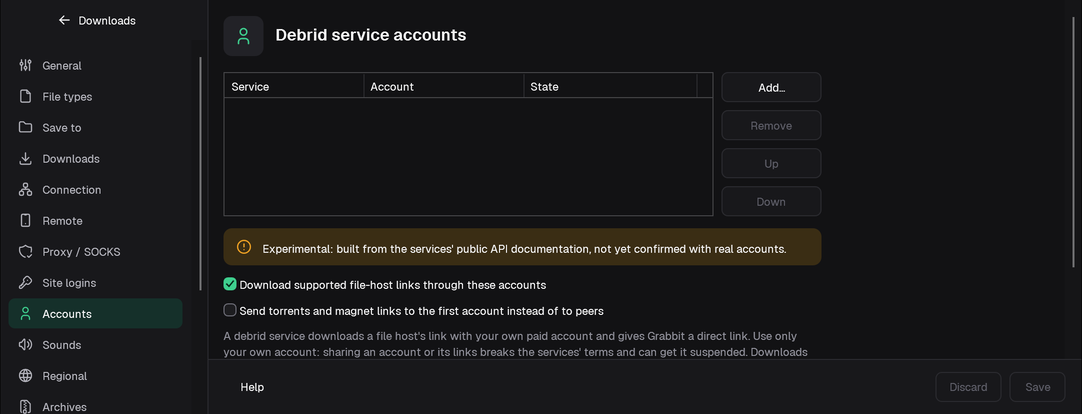 Downloads
General
File types
Save to
Downloads
Connection
Remote
Proxy / SOCKS
Site logins
Accounts
Sounds
Regional
Archives
Debrid service accounts
Service Account State
Add...
Remove
Up
Down
Experimental: built from the services' public API documentation, not yet confirmed with real accounts.
Download supported file-host links through these accounts
Send torrents and magnet links to the first account instead of to peers
A debrid service downloads a file host's link with your own paid account and gives Grabbit a direct link. Use only
your own account: sharing an account or its links breaks the services' terms and can get it suspended. Downloads
Help
Discard
Save